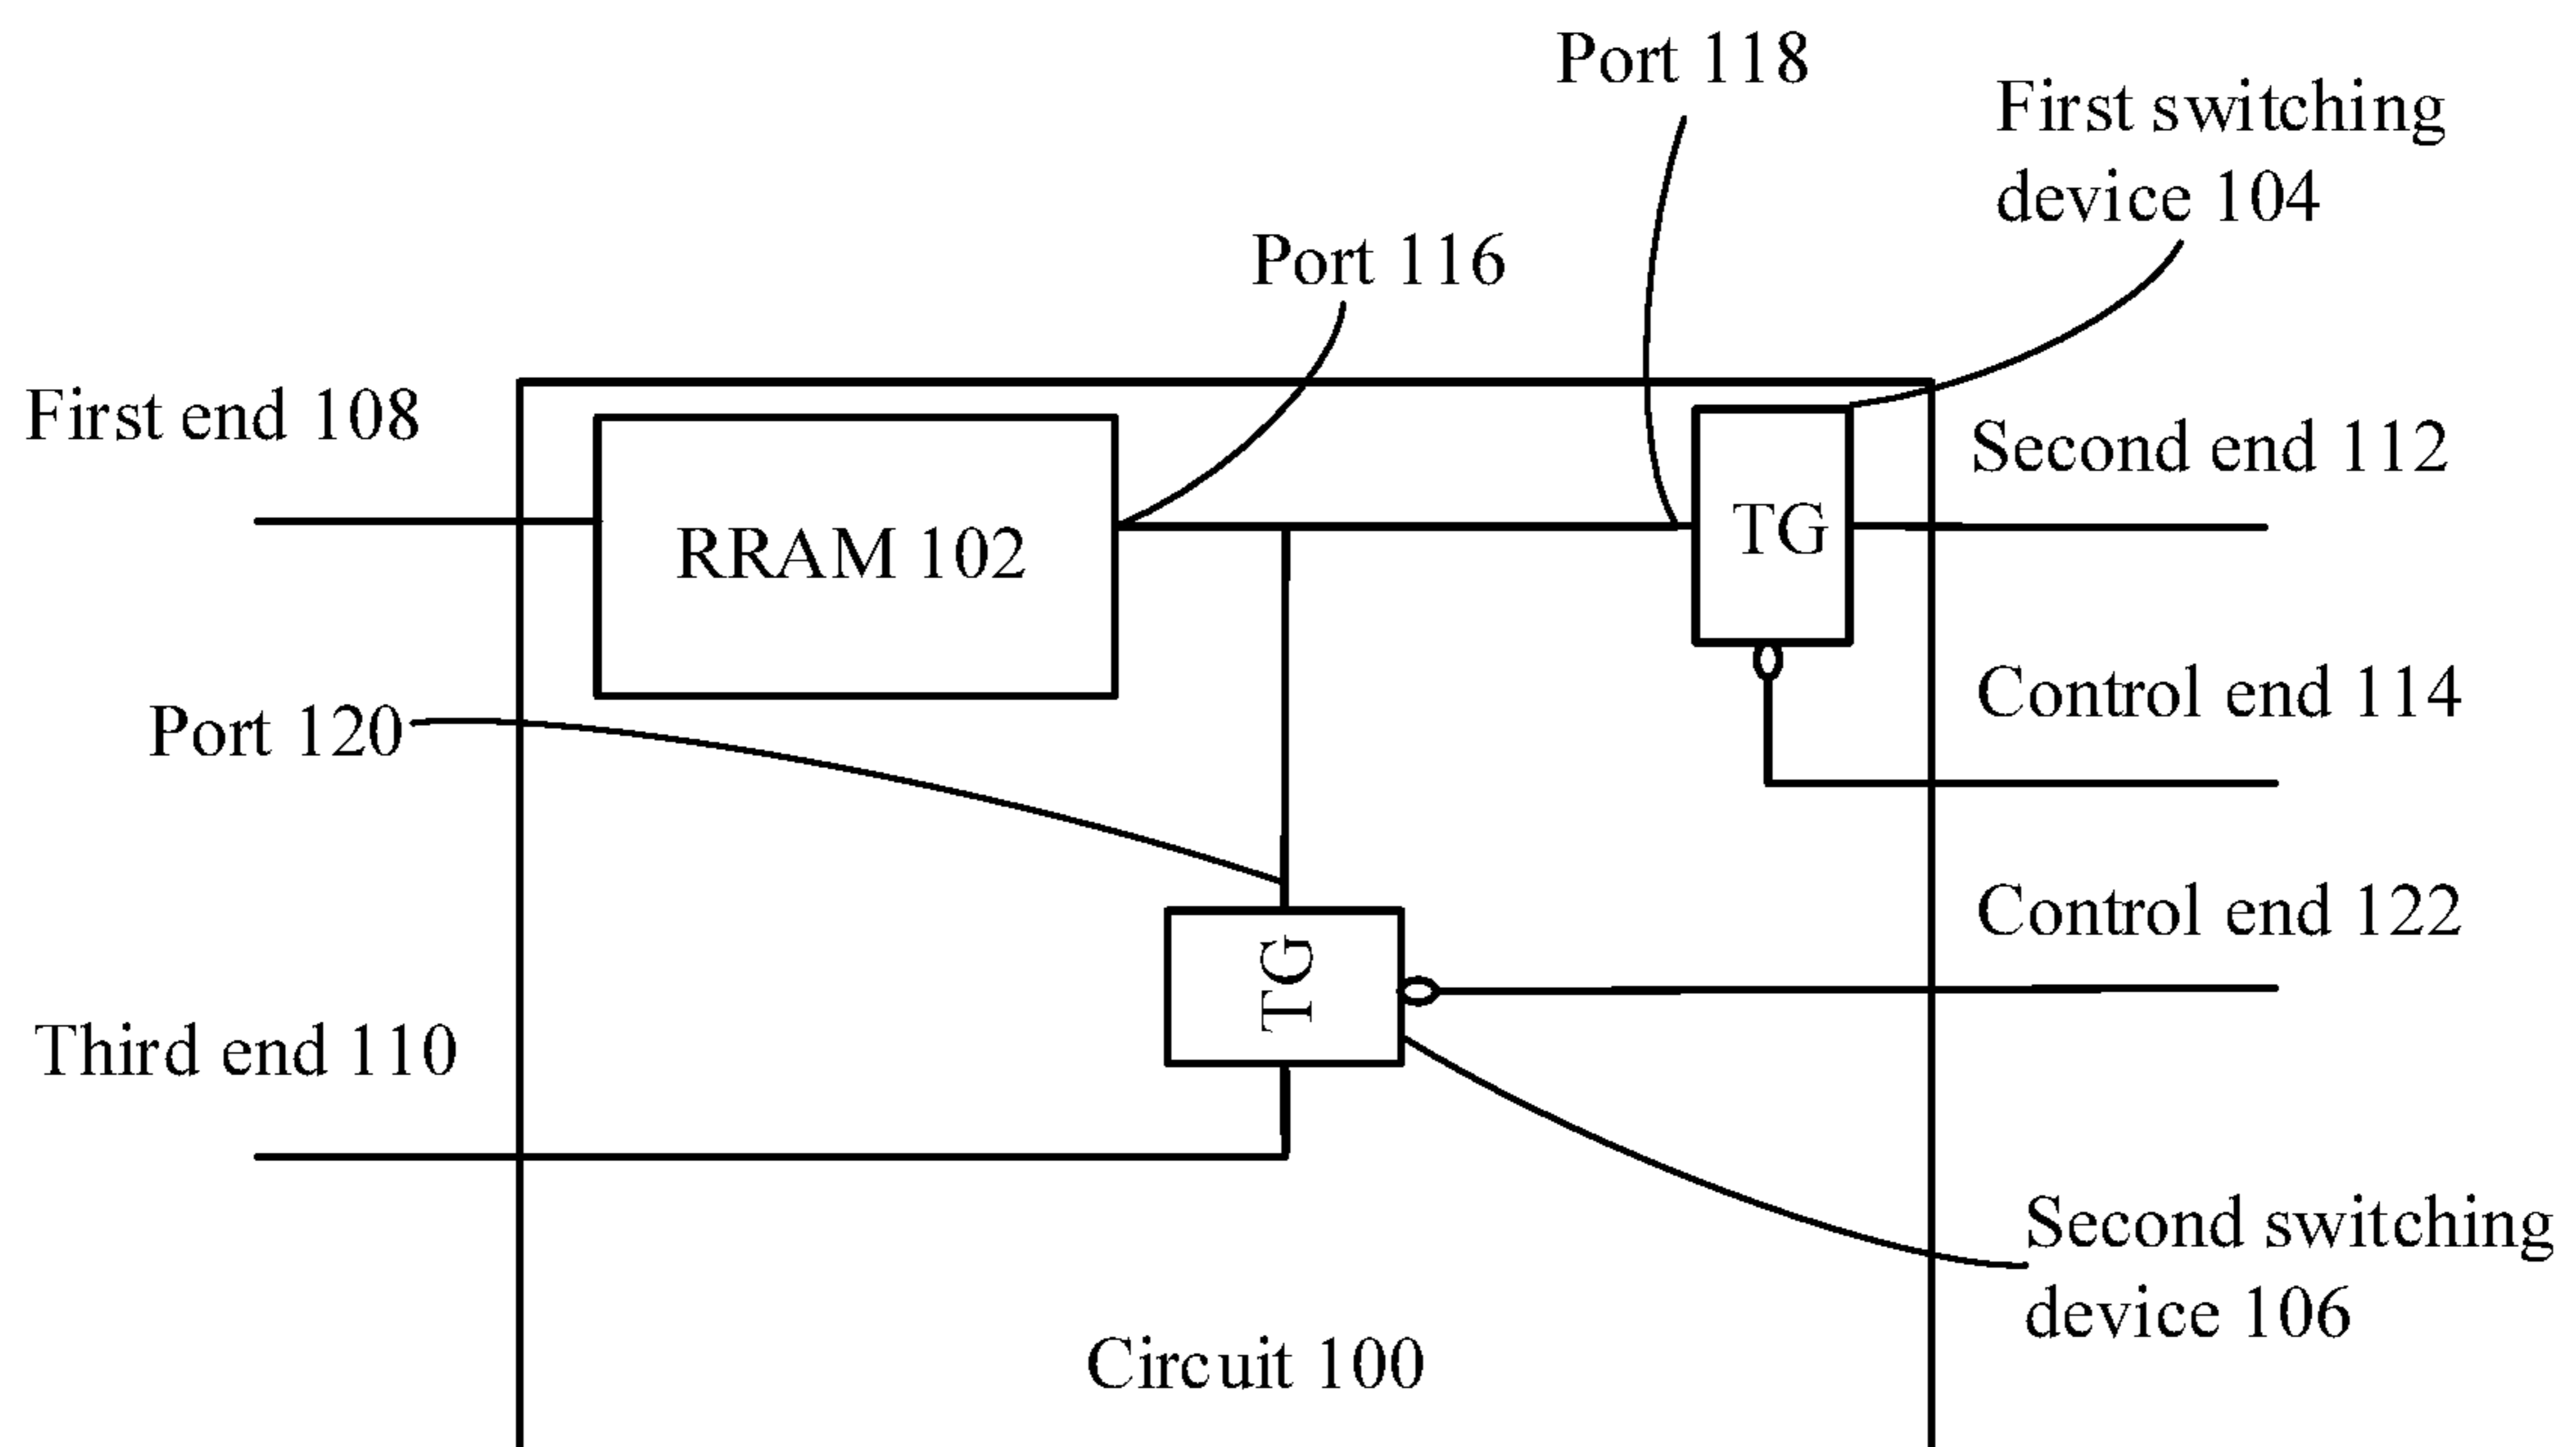 Port 118
First switching
device 104
Port 116
First end 108
Second end 112
TG
RRAM 102
Control end 114
Port 120
Control end 122
TG
Third end 110
Second switching
device 106
Circuit 100